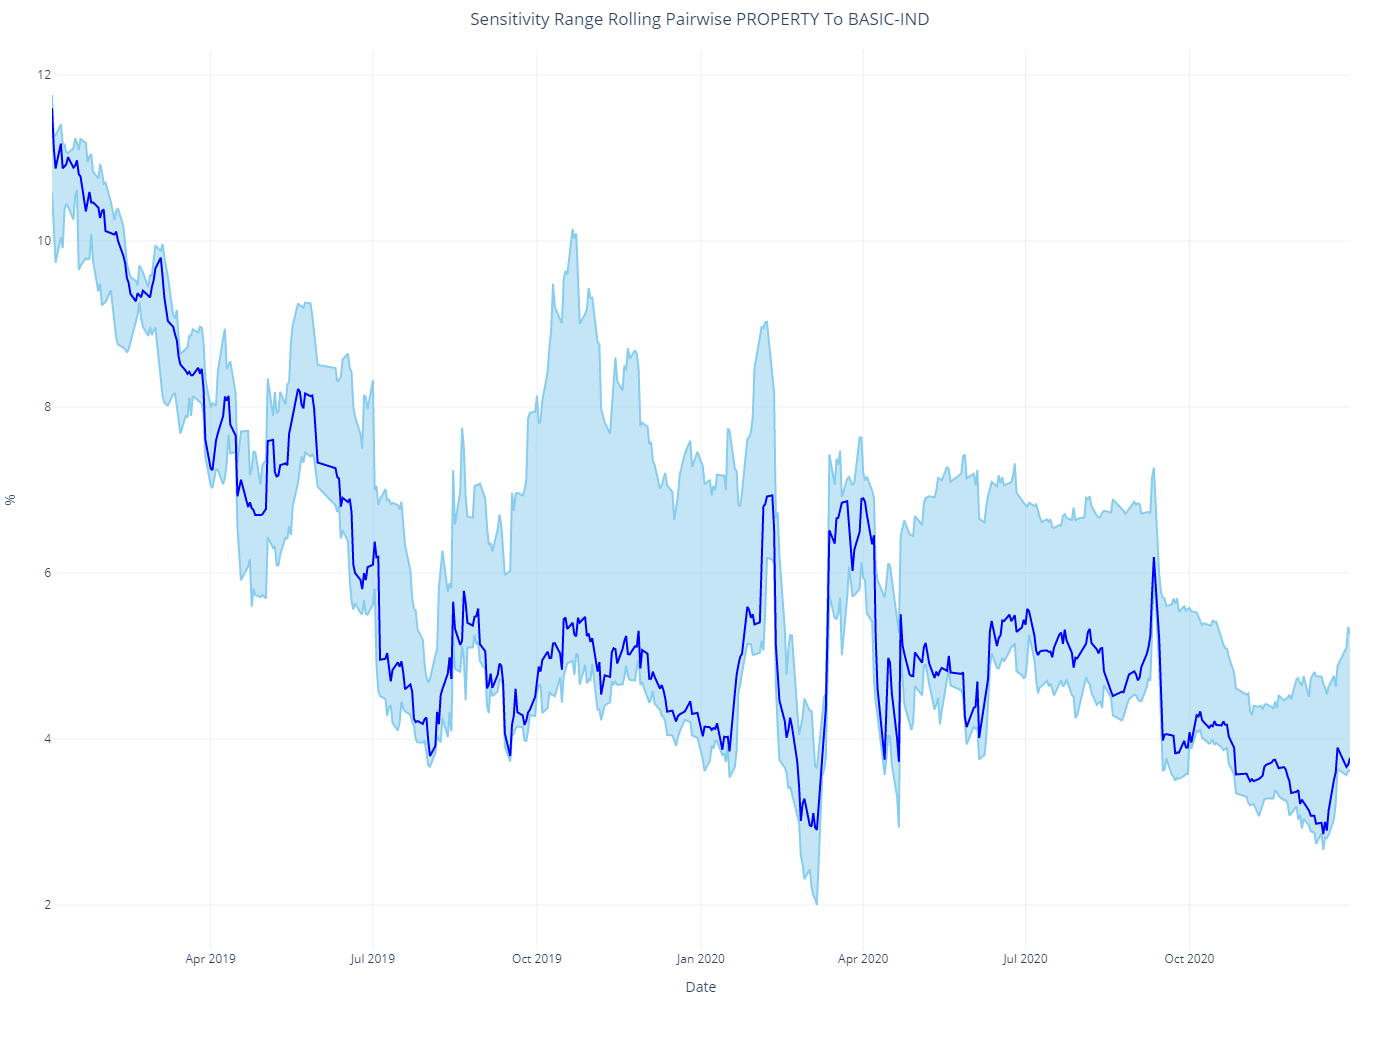 Sensitivity Range Rolling Pairwise PROPERTY To BASIC-IND
12
10
8
6
4
2
%
Apr 2019
Jul 2019
Oct 2019
Jan 2020
Apr 2020
Jul 2020
Oct 2020
Date